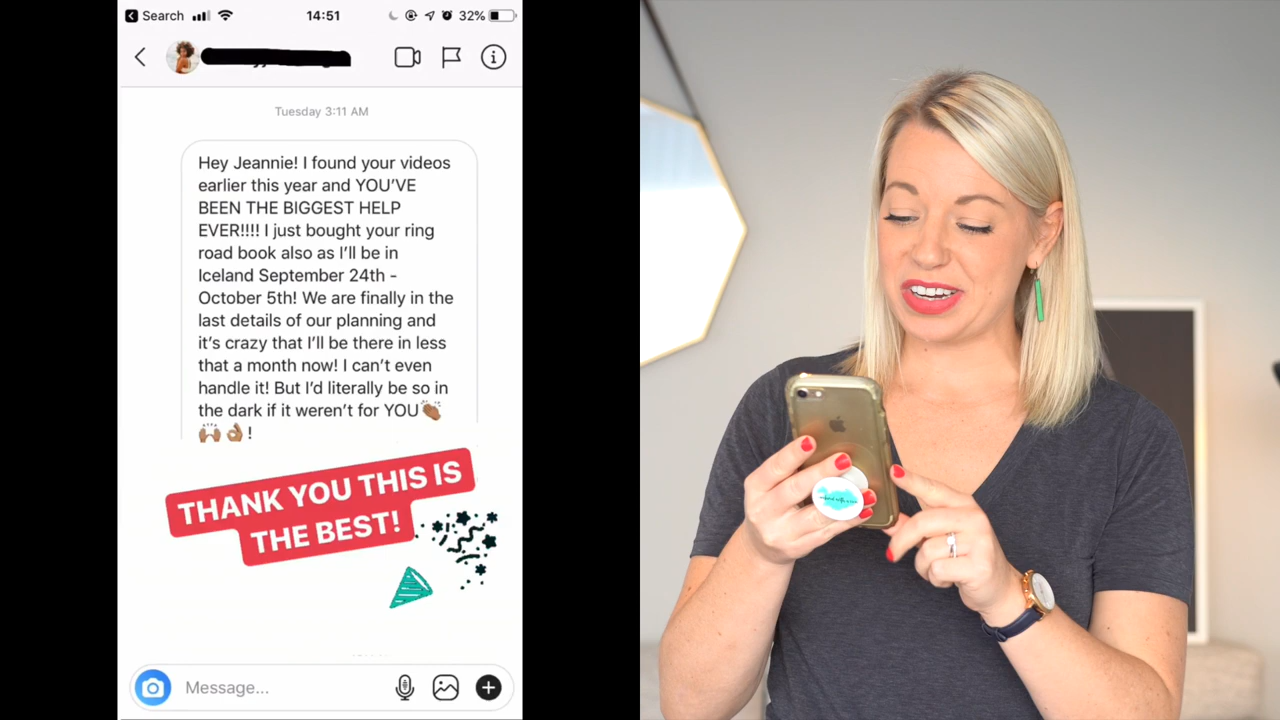 Search
14:51
32%
Tuesday 3:11 AM
Hey Jeannie! I found your videos
earlier this year and YOU’VE
BEEN THE BIGGEST HELP
EVER!!!! I just bought your ring
road book also as I’ll be in
Iceland September 24th -
October 5th! We are finally in the
last details of our planning and
it’s crazy that I’ll be there in less
that a month now! I can’t even
handle it! But I’d literally be so in
the dark if it weren’t for YOU👏🏽
🙌🏽👌🏽!
THANK YOU THIS IS
THE BEST!
Message...